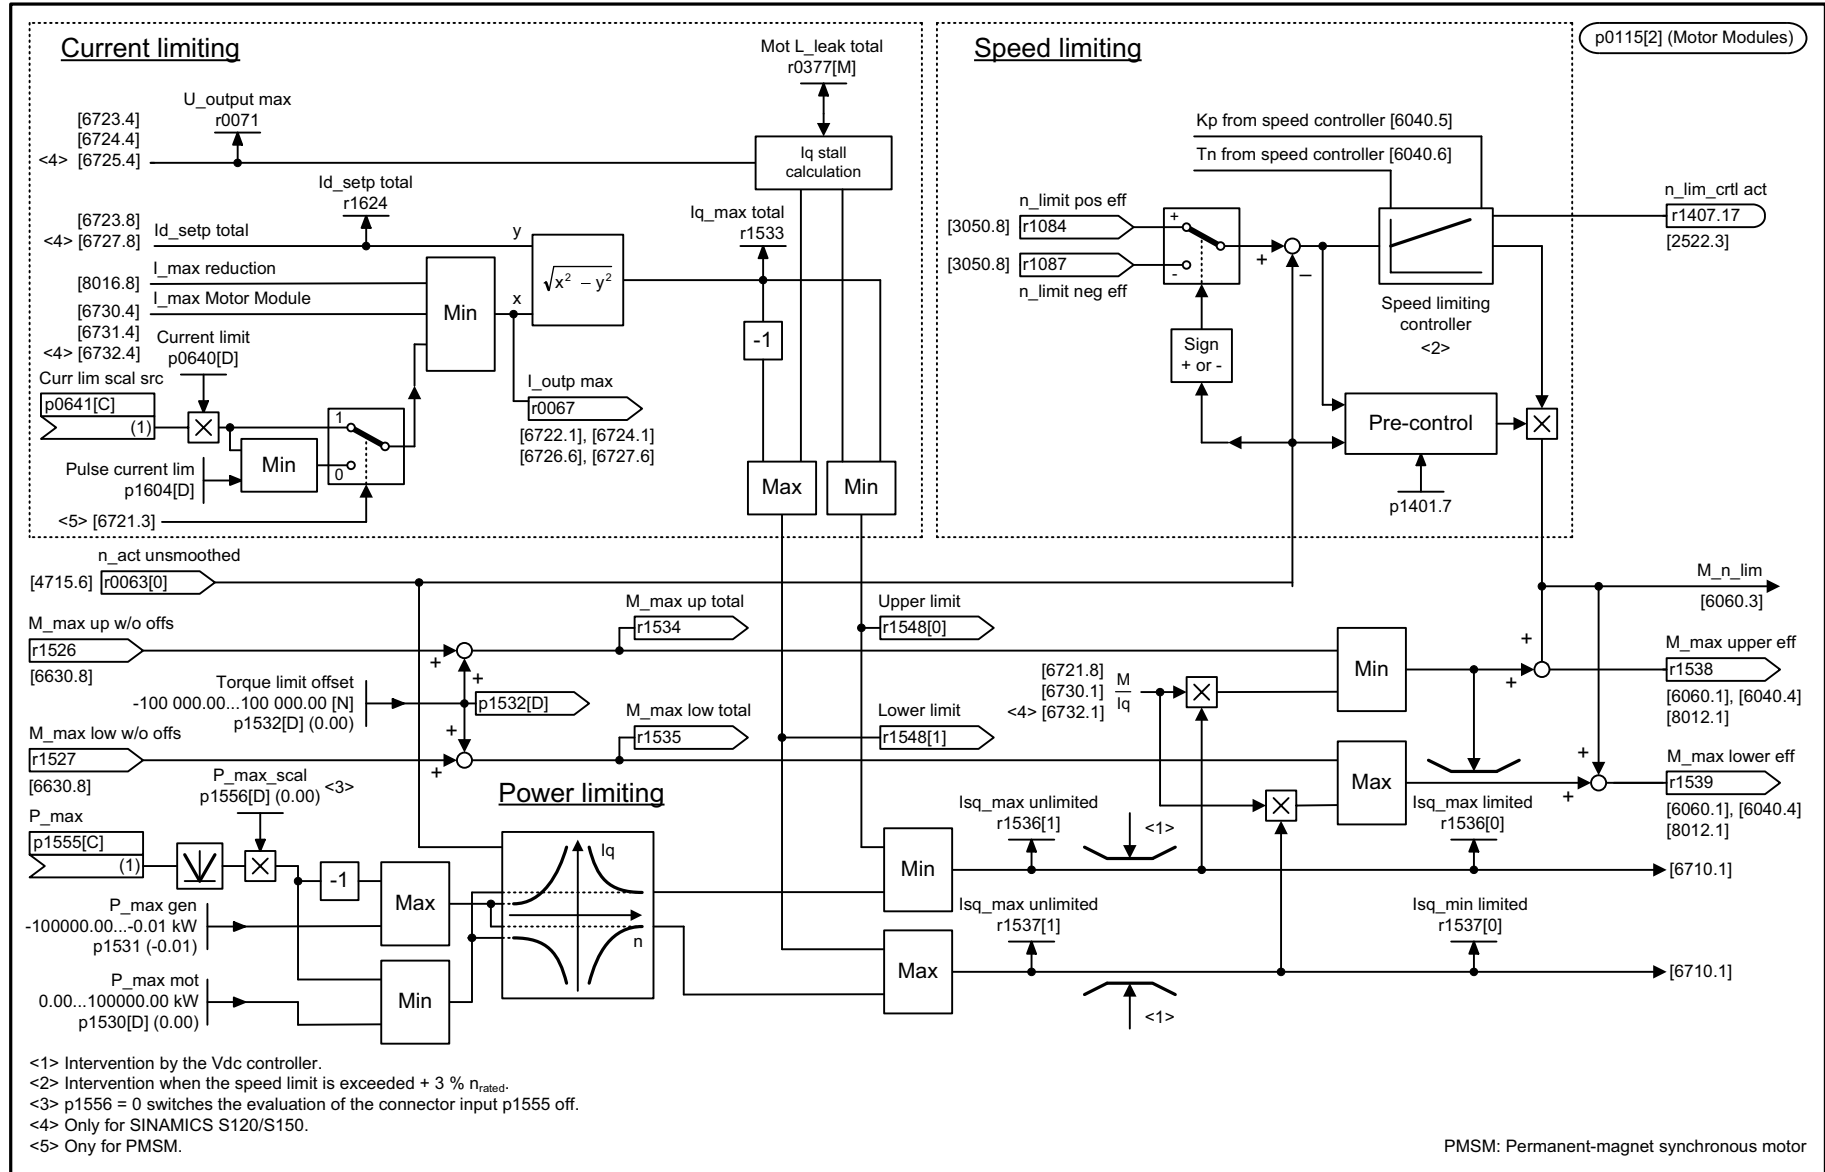 Current limiting
Mot L_leak total
r0377[M]
Speed limiting
p0115[2] (Motor Modules)
U_output max
r0071
[6723.4]
[6724.4]
<4> [6725.4]
Iq stall
calculation
Kp from speed controller [6040.5]
Tn from speed controller [6040.6]
Id_setp total
r1624
[6723.8]
<4> [6727.8]
Id_setp total
y
Iq_max total
r1533
n_limit pos eff
[3050.8]
r1084
+
-
[3050.8]
r1087
n_limit neg eff
+
–
n_lim_crtl act
r1407.17
[2522.3]
[8016.8]
I_max reduction
I_max Motor Module
[6730.4]
[6731.4]
<4> [6732.4]
Min
x
√x² – y²
-1
Speed limiting
controller
<2>
Sign
+ or -
Current limit
p0640[D]
Curr lim scal src
p0641[C]
(1)
1
0
Min
Pulse current lim
p1604[D]
<5> [6721.3]
I_outp max
r0067
[6722.1], [6724.1]
[6726.6], [6727.6]
Max
Min
Pre-control
p1401.7
n_act unsmoothed
[4715.6]
r0063[0]
M_n_lim
[6060.3]
M_max up w/o offs
r1526
[6630.8]
+
+
M_max up total
r1534
Upper limit
r1548[0]
Torque limit offset
-100 000.00...100 000.00 [N]
p1532[D] (0.00)
p1532[D]
[6721.8]
[6730.1]
<4> [6732.1]
M
Iq
Min
+
+
M_max upper eff
r1538
[6060.1], [6040.4]
[8012.1]
M_max low w/o offs
r1527
[6630.8]
+
+
M_max low total
r1535
Lower limit
r1548[1]
Max
+
+
M_max lower eff
r1539
[6060.1], [6040.4]
[8012.1]
P_max_scal
p1556[D] (0.00) <3>
Power limiting
P_max
p1555[C]
(1)
-1
Max
Iq
n
Min
Isq_max unlimited
r1536[1]
<1>
Isq_max limited
r1536[0]
[6710.1]
P_max gen
-100000.00...-0.01 kW
p1531 (-0.01)
Isq_max unlimited
r1537[1]
Isq_min limited
r1537[0]
P_max mot
0.00...100000.00 kW
p1530[D] (0.00)
Min
Max
<1>
[6710.1]
<1> Intervention by the Vdc controller.
<2> Intervention when the speed limit is exceeded + 3 % nrated.
<3> p1556 = 0 switches the evaluation of the connector input p1555 off.
<4> Only for SINAMICS S120/S150.
<5> Ony for PMSM.
PMSM: Permanent-magnet synchronous motor